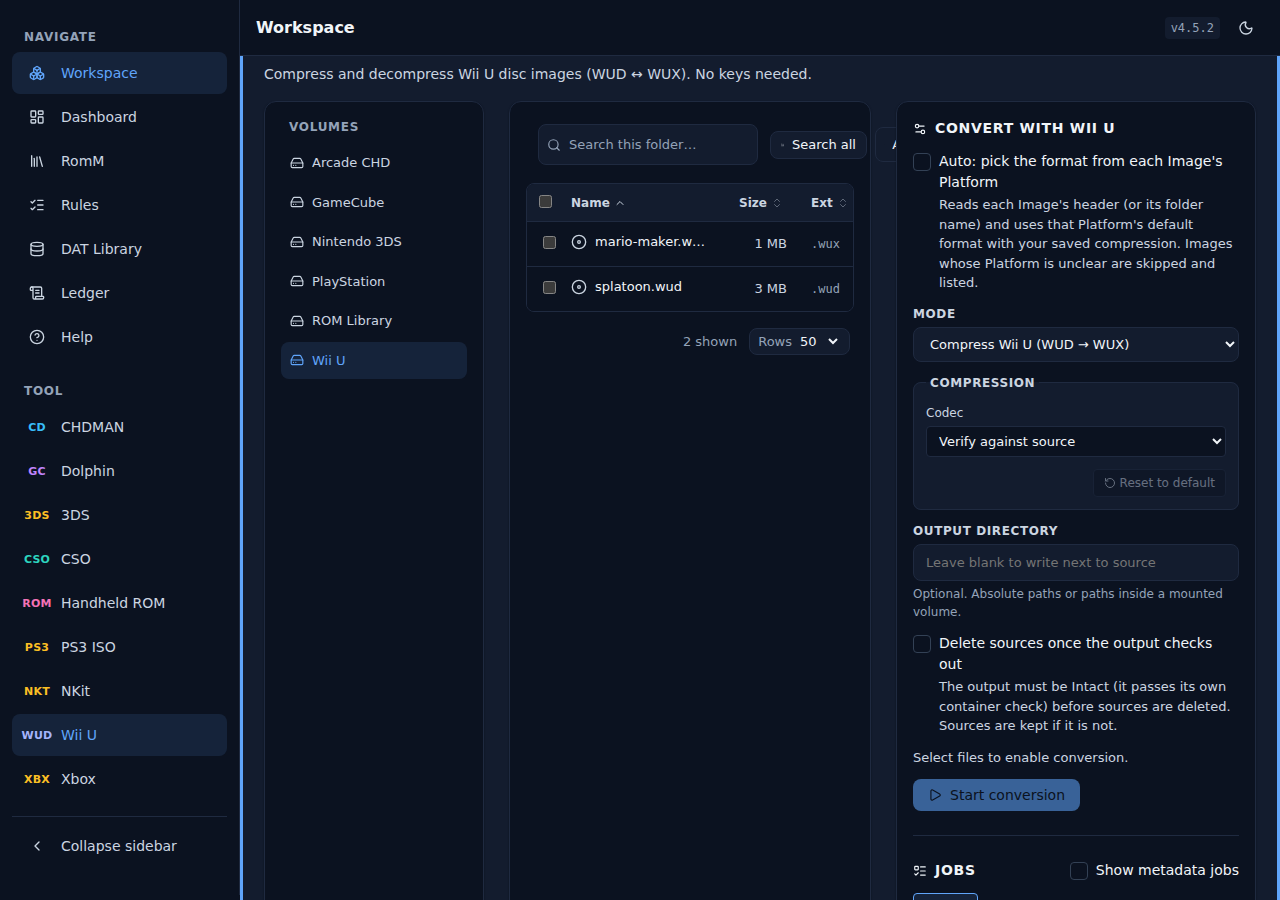 NAVIGATE
Workspace
Dashboard
RomM
Rules
DAT Library
Ledger
Help
TOOL
CD CHDMAN
GC Dolphin
3DS 3DS
CSO CSO
ROM Handheld ROM
PS3 PS3 ISO
NKT NKit
WUD Wii U
XBX Xbox
Collapse sidebar
Workspace
v4.5.2
Compress and decompress Wii U disc images (WUD ↔ WUX). No keys needed.
VOLUMES
Arcade CHD
GameCube
Nintendo 3DS
PlayStation
ROM Library
Wii U
Search this folder…
Search all
Name
Size
Ext
mario-maker.w… 1 MB .wux
splatoon.wud 3 MB .wud
2 shown
Rows 50
CONVERT WITH WII U
Auto: pick the format from each Image's
Platform
Reads each Image's header (or its folder
name) and uses that Platform's default
format with your saved compression. Images
whose Platform is unclear are skipped and
listed.
MODE
Compress Wii U (WUD → WUX)
COMPRESSION
Codec
Verify against source
Reset to default
OUTPUT DIRECTORY
Leave blank to write next to source
Optional. Absolute paths or paths inside a mounted
volume.
Delete sources once the output checks
out
The output must be Intact (it passes its own
container check) before sources are deleted.
Sources are kept if it is not.
Select files to enable conversion.
Start conversion
JOBS
Show metadata jobs